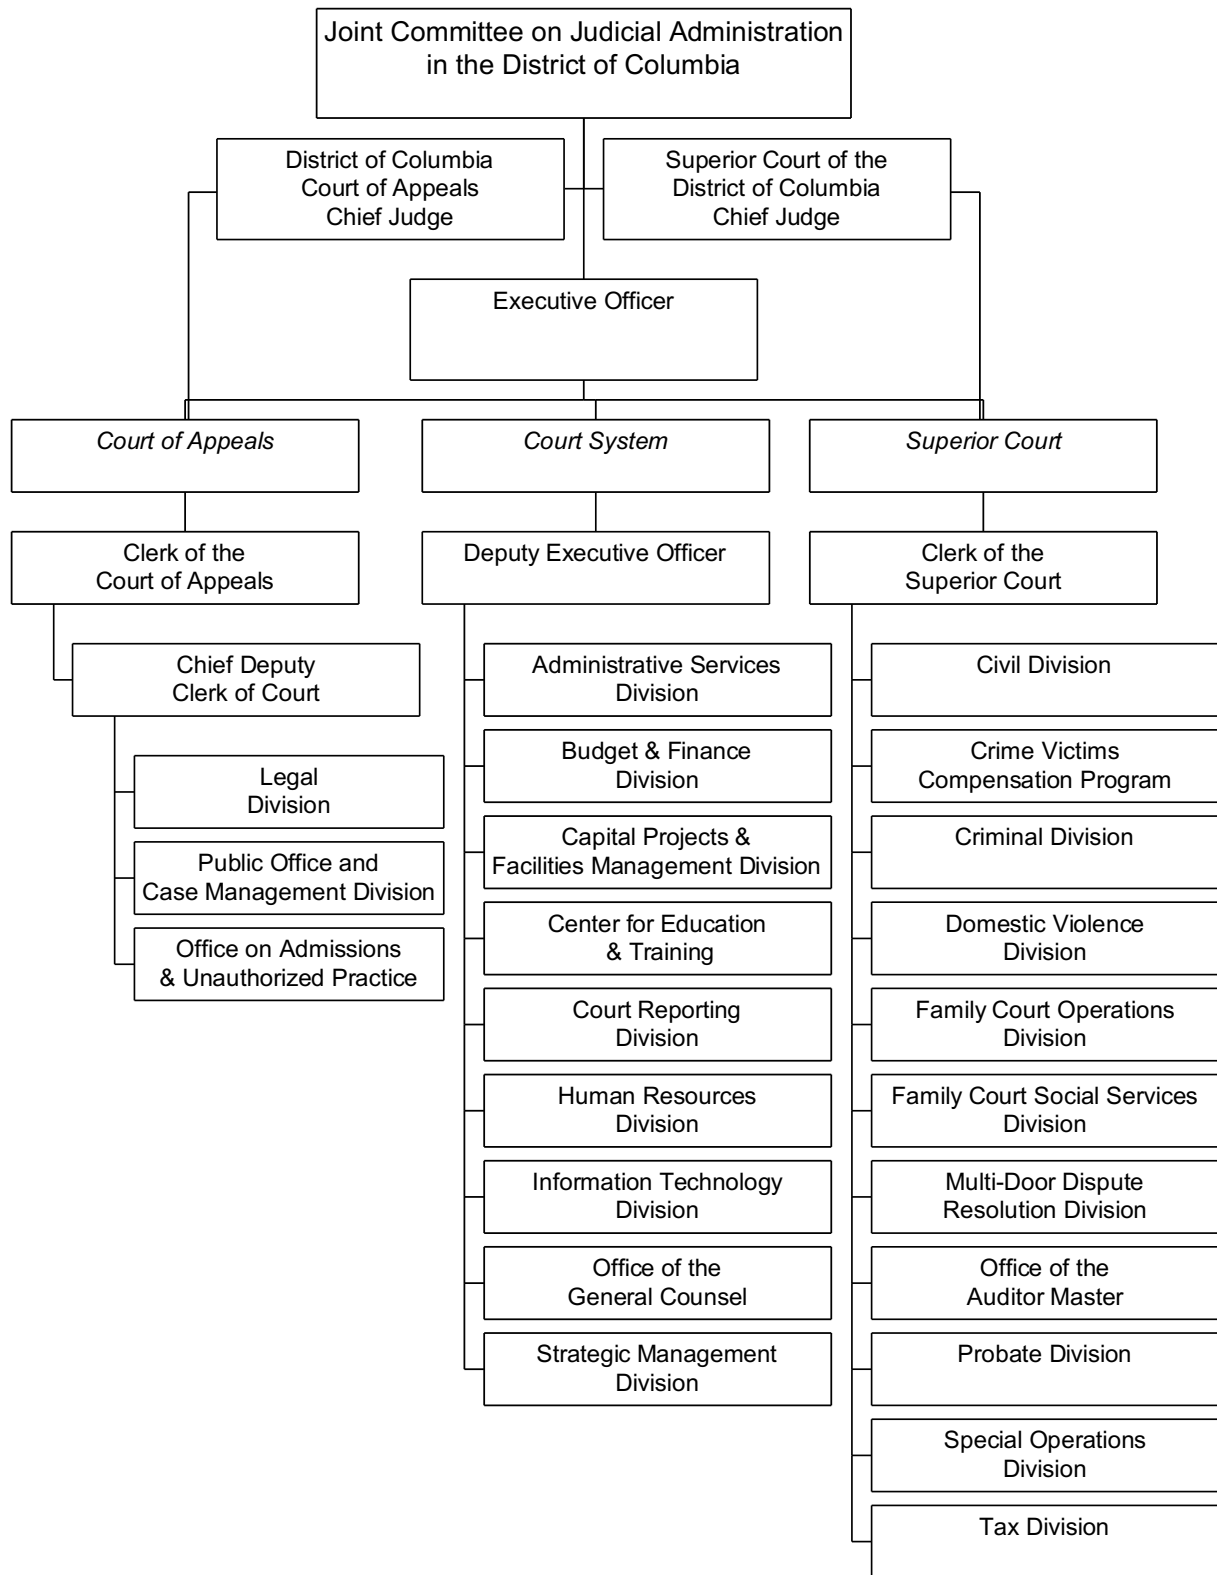 Joint Committee on Judicial Administration
in the District of Columbia
District of Columbia
Court of Appeals
Chief Judge
Superior Court of the
District of Columbia
Chief Judge
Executive Officer
Court of Appeals
Court System
Superior Court
Clerk of the
Court of Appeals
Deputy Executive Officer
Clerk of the
Superior Court
Chief Deputy
Clerk of Court
Legal
Division
Public Office and
Case Management Division
Office on Admissions
& Unauthorized Practice
Administrative Services
Division
Budget & Finance
Division
Capital Projects &
Facilities Management Division
Center for Education
& Training
Court Reporting
Division
Human Resources
Division
Information Technology
Division
Office of the
General Counsel
Strategic Management
Division
Civil Division
Crime Victims
Compensation Program
Criminal Division
Domestic Violence
Division
Family Court Operations
Division
Family Court Social Services
Division
Multi-Door Dispute
Resolution Division
Office of the
Auditor Master
Probate Division
Special Operations
Division
Tax Division